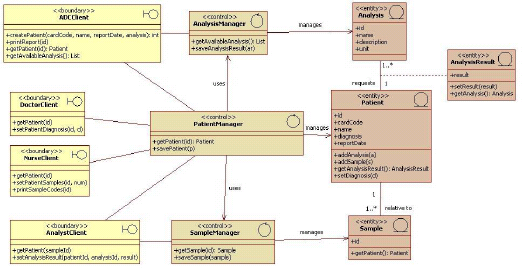 <<boundary>>
ADCClient
+createPatient(cardCode, name, reportDate, analysis): int
+printReport(id)
+getPatient(id): Patient
+getAvailableAnalysis(): List
<<control>>
AnalysisManager
+getAvailableAnalysis(): List
+saveAnalysisResult(ar)
manages
<<entity>>
Analysis
+id
+name
+description
+unit
1..*
AnalysisResult
+result
+setResult(result)
+getAnalysis(): Analysis
requests
1
uses
<<boundary>>
DoctorClient
+getPatient(id)
+setPatientDiagnosis(id, d)
<<control>>
PatientManager
+getPatient(id): Patient
+savePatient(p)
manages
<<entity>>
Patient
+id
+cardCode
+name
+diagnosis
+reportDate
+addAnalysis(a)
+addSample(s)
+getAnalysisResult(): AnalysisResult
+setDiagnosis(d)
<<boundary>>
NurseClient
+getPatient(id)
+setPatientSamples(id, num)
+printSampleCodes(id)
uses
1
1..*
relative to
<<boundary>>
AnalystClient
+getPatient(sampleId)
+setAnalysisResult(patientId, analysisId, result)
<<control>>
SampleManager
+getSample(id): Sample
+saveSample(sample)
manages
<<entity>>
Sample
+id
+getPatient(): Patient